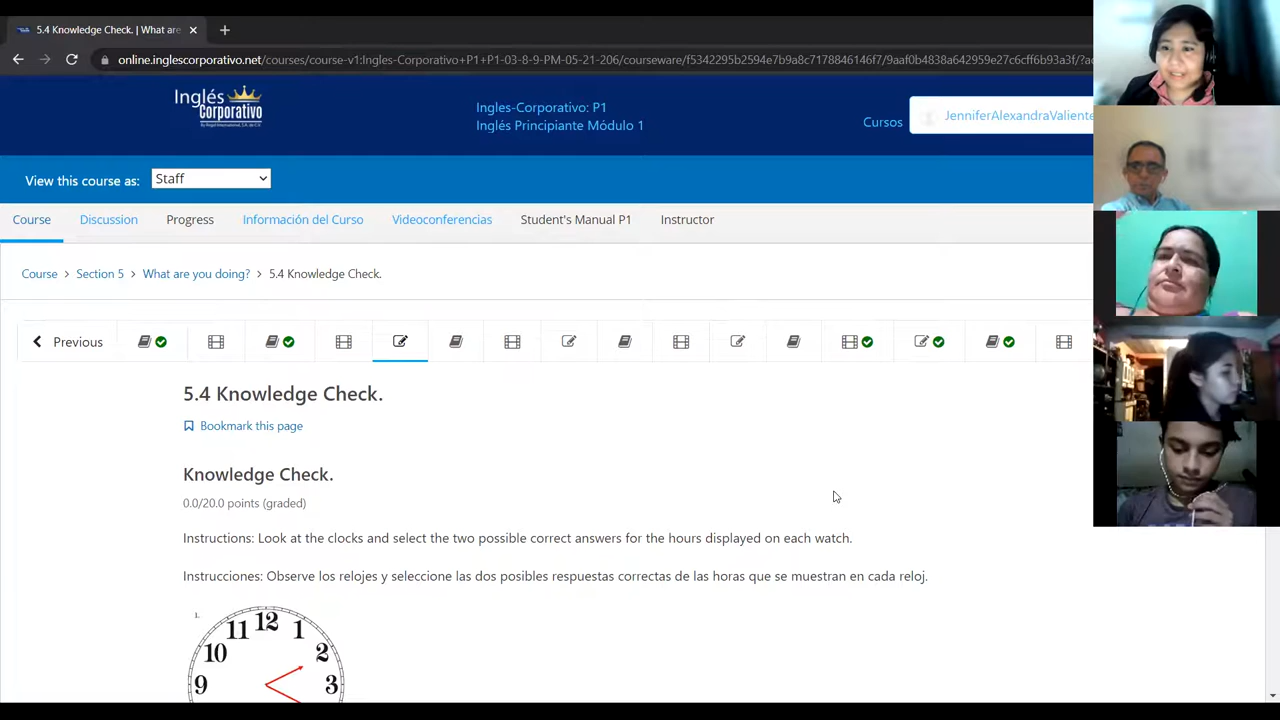 5.4 Knowledge Check. | What are
online.inglescorporativo.net/courses/course-v1:Ingles-Corporativo+P1+P1-03-8-9-PM-05-21-206/courseware/f5342295b2594e7b9a8c7178846146f7/9aaf0b4838a642959e27c6cff6b93a3f/?ac
Inglés
Corporativo
Ingles-Corporativo: P1
Inglés Principiante Módulo 1
Cursos
JenniferAlexandraValiente
View this course as:
Staff
Course
Discussion
Progress
Información del Curso
Videoconferencias
Student's Manual P1
Instructor
Course > Section 5 > What are you doing? > 5.4 Knowledge Check.
Previous
5.4 Knowledge Check.
Bookmark this page
Knowledge Check.
0.0/20.0 points (graded)
Instructions: Look at the clocks and select the two possible correct answers for the hours displayed on each watch.
Instrucciones: Observe los relojes y seleccione las dos posibles respuestas correctas de las horas que se muestran en cada reloj.
1.
11 12 1
10 2
9 3